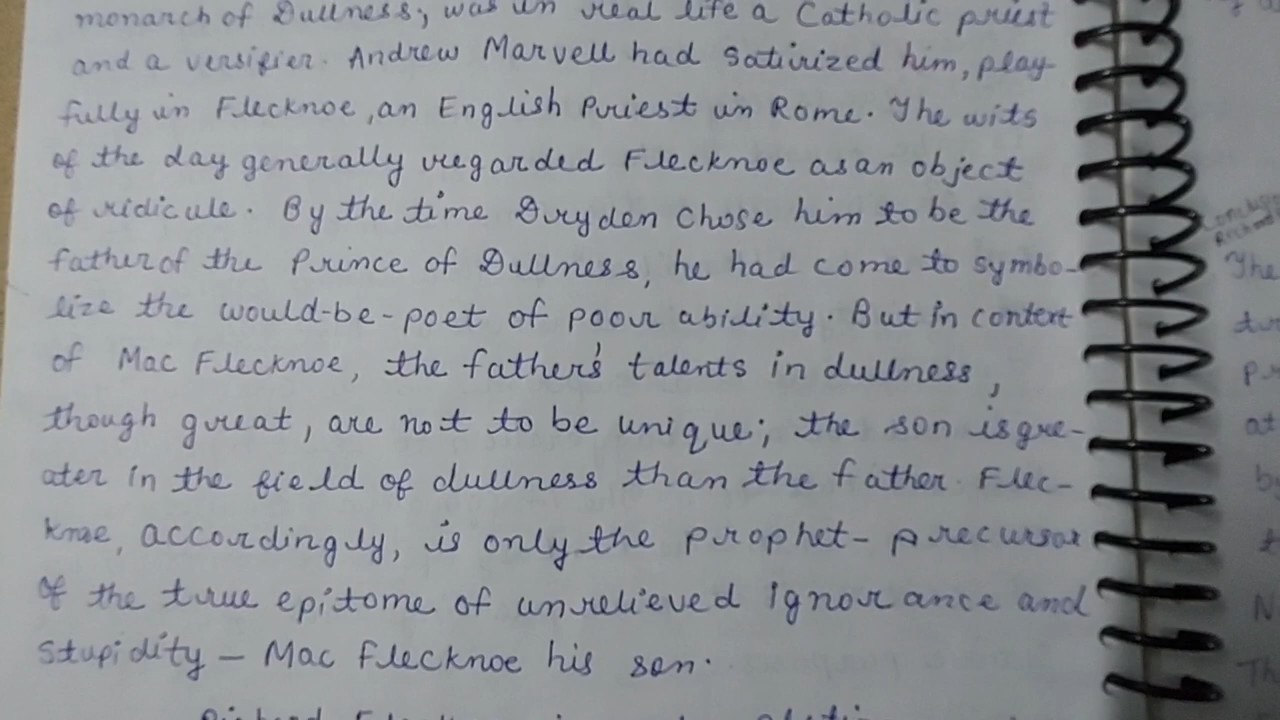 monarch of Dullness, was in real life a Catholic priest
and a versifier. Andrew Marvell had satirized him, play-
fully in Flecknoe, an English Priest in Rome. The wits
of the day generally regarded Flecknoe as an object
of ridicule. By the time Dryden chose him to be the
father of the Prince of Dullness, he had come to symbo-
lize the would-be-poet of poor ability. But in context
of Mac Flecknoe, the father's talents in dullness,
though great, are not to be unique; the son is gre-
ater in the field of dullness than the father. Flec-
knoe, accordingly, is only the prophet-precursor
of the true epitome of unrelieved ignorance and
stupidity – Mac Flecknoe his son.
The
at